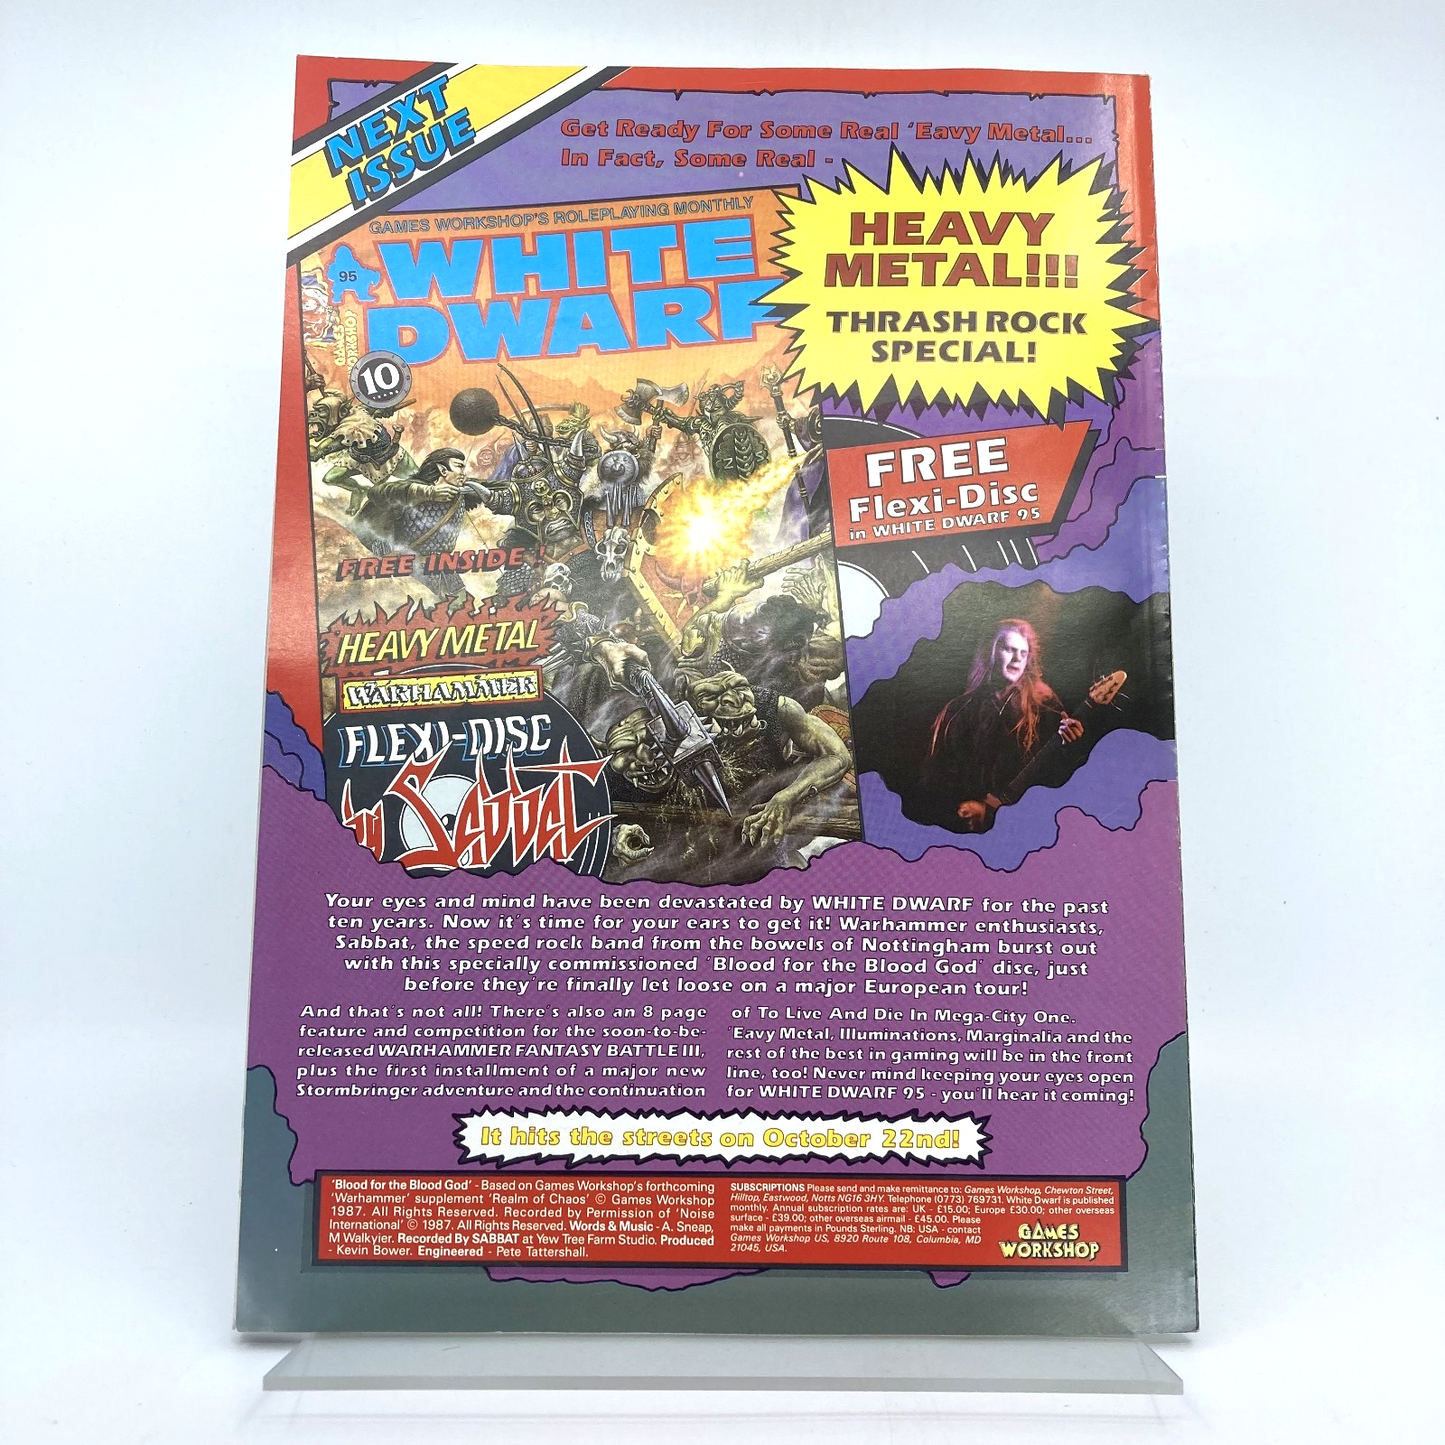 NEXT
ISSUE
Get Ready For Some Real 'Eavy Metal...
In Fact, Some Real -
HEAVY
METAL!!!
THRASH ROCK
SPECIAL!
GAMES WORKSHOP'S ROLEPLAYING MONTHLY
95
WHITE
DWARF
GAMES
WORKSHOP
10
FREE
Flexi-Disc
in WHITE DWARF 95
FREE INSIDE!
HEAVY METAL
WARHAMMER
FLEXI-DISC
by Sabbat
Your eyes and mind have been devastated by WHITE DWARF for the past
ten years. Now it's time for your ears to get it! Warhammer enthusiasts,
Sabbat, the speed rock band from the bowels of Nottingham burst out
with this specially commissioned 'Blood for the Blood God' disc, just
before they're finally let loose on a major European tour!
And that's not all! There's also an 8 page
feature and competition for the soon-to-be-
released WARHAMMER FANTASY BATTLE III,
plus the first installment of a major new
Stormbringer adventure and the continuation
of To Live And Die In Mega-City One.
'Eavy Metal, Illuminations, Marginalia and the
rest of the best in gaming will be in the front
line, too! Never mind keeping your eyes open
for WHITE DWARF 95 - you'll hear it coming!
It hits the streets on October 22nd!
'Blood for the Blood God' - Based on Games Workshop's forthcoming
'Warhammer' supplement 'Realm of Chaos' © Games Workshop
1987. All Rights Reserved. Recorded by Permission of 'Noise
International' © 1987. All Rights Reserved. Words & Music - A. Sneap,
M Walkyier. Recorded By SABBAT at Yew Tree Farm Studio. Produced
- Kevin Bower. Engineered - Pete Tattershall.
SUBSCRIPTIONS Please send and make remittance to: Games Workshop, Chewton Street,
Hilltop, Eastwood, Notts NG16 3HY. Telephone (0773) 769731. White Dwarf is published
monthly. Annual subscription rates are: UK - £15.00; Europe £30.00; other overseas
surface - £39.00; other overseas airmail - £45.00. Please
make all payments in Pounds Sterling. NB: USA - contact
Games Workshop US, 8920 Route 108, Columbia, MD
21045, USA.
GAMES
WORKSHOP